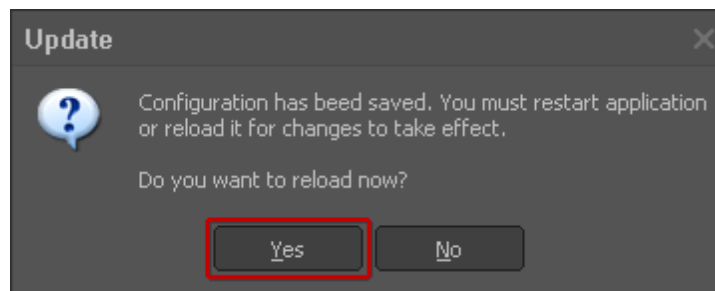 Update
Configuration has beed saved. You must restart application
or reload it for changes to take effect.
Do you want to reload now?
Yes
No